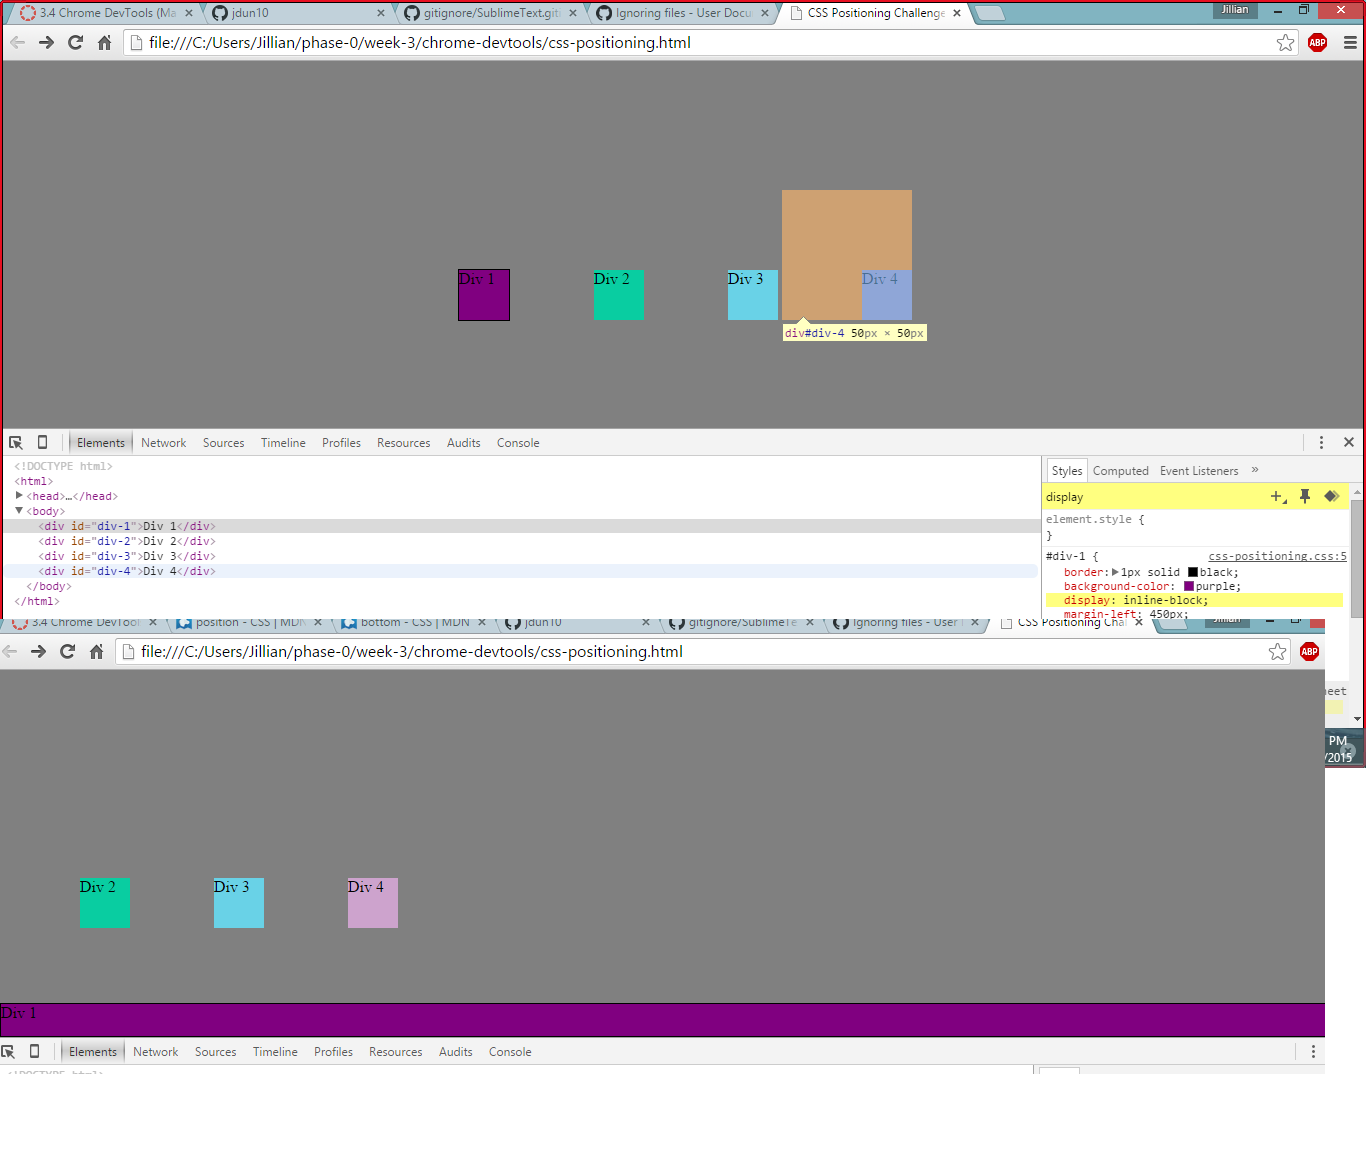 3.4 Chrome DevTools (Ma
jdun10
gitignore/SublimeText.git
Ignoring files - User Docu
CSS Positioning Challenge
Jillian
file:///C:/Users/Jillian/phase-0/week-3/chrome-devtools/css-positioning.html
ABP
Div 1
Div 2
Div 3
Div 4
div#div-4 50px × 50px
Elements Network Sources Timeline Profiles Resources Audits Console
<!DOCTYPE html>
<html>
<head>…</head>
<body>
<div id="div-1">Div 1</div>
<div id="div-2">Div 2</div>
<div id="div-3">Div 3</div>
<div id="div-4">Div 4</div>
</body>
</html>
Styles Computed Event Listeners »
display
element.style {
}
#div-1 { css-positioning.css:5
border: 1px solid black;
background-color: purple;
display: inline-block;
margin-left: 450px;
eet
PM
/2015
3.4 Chrome DevTool
position - CSS | MDN
bottom - CSS | MDN
jdun10
gitignore/SublimeTe
Ignoring files - User
CSS Positioning Chal
Jillian
file:///C:/Users/Jillian/phase-0/week-3/chrome-devtools/css-positioning.html
ABP
Div 2
Div 3
Div 4
Div 1
Elements Network Sources Timeline Profiles Resources Audits Console
<!DOCTYPE html>